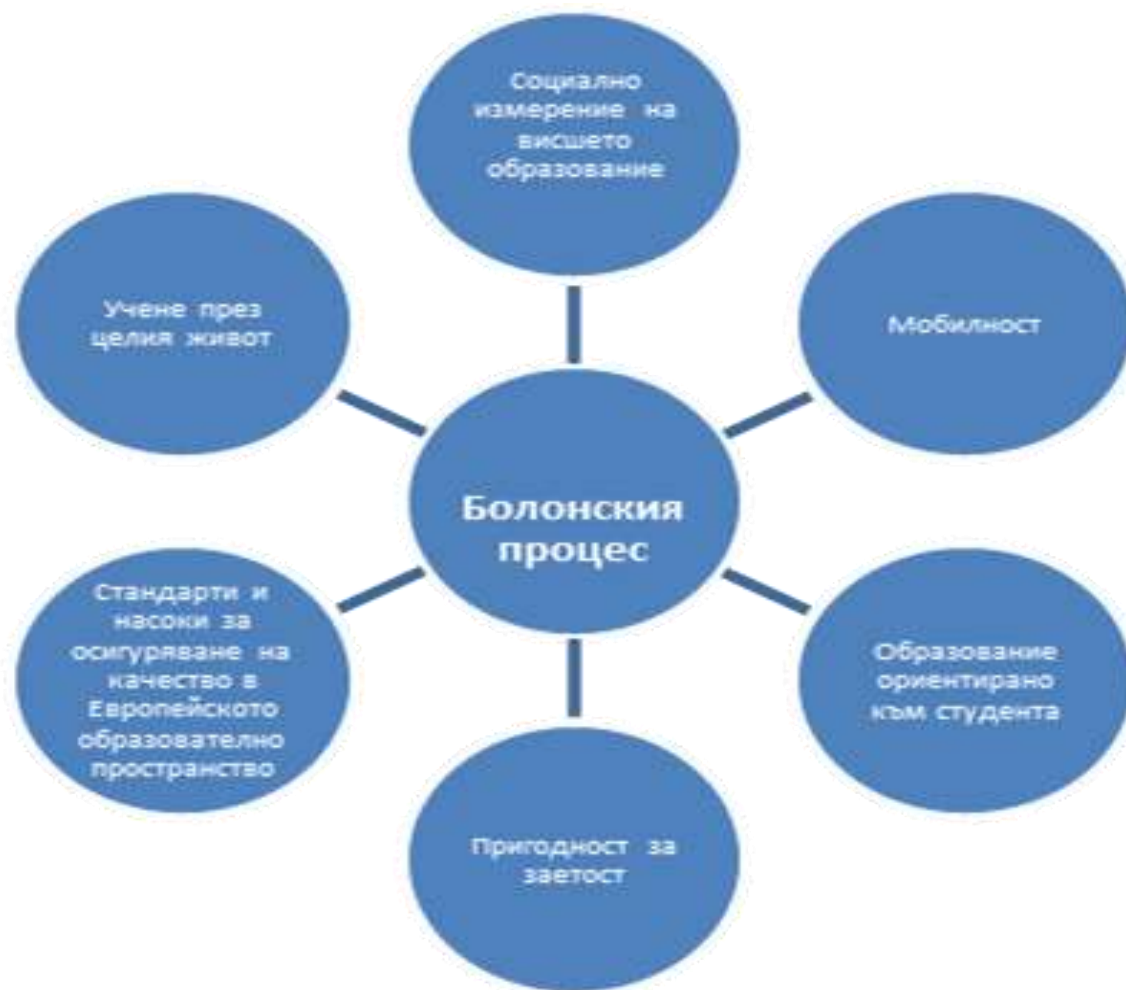 Социално
измерение на
висшето
образование
Мобилност
Образование
ориентирано
към студента
Пригодност за
заетост
Стандарти и
насоки за
осигуряване на
качество в
Европейското
образователно
пространство
Учене през
целия живот
Болонския
процес